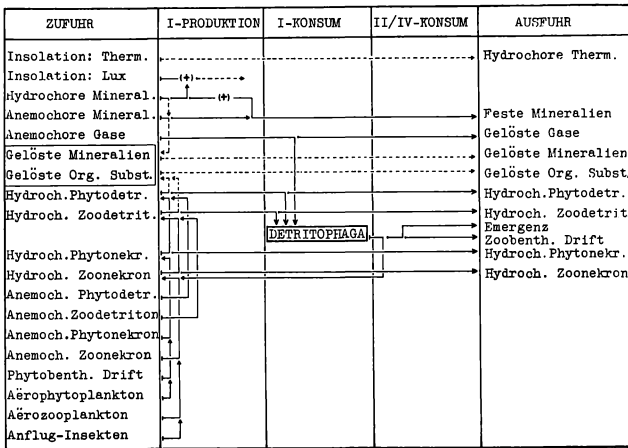 ZUFUHR I-PRODUKTION I-KONSUM II/IV-KONSUM AUSFUHR
Insolation: Therm. Hydrochore Therm.
Insolation: Lux (+)
Hydrochore Mineral. (+)
Anemochore Mineral. Feste Mineralien
Anemochore Gase Gelöste Gase
Gelöste Mineralien Gelöste Mineralien
Gelöste Org. Subst. Gelöste Org. Subst.
Hydroch.Phytodetr. Hydroch.Phytodetr.
Hydroch. Zoodetrit. Hydroch. Zoodetrit
Emergenz
DETRITOPHAGA Zoobenth. Drift
Hydroch.Phytonekr. Hydroch.Phytonekr.
Hydroch. Zoonekron Hydroch. Zoonekron
Anemoch. Phytodetr.
Anemoch.Zoodetriton
Anemoch.Phytonekron
Anemoch. Zoonekron
Phytobenth. Drift
Aërophytoplankton
Aërozooplankton
Anflug-Insekten